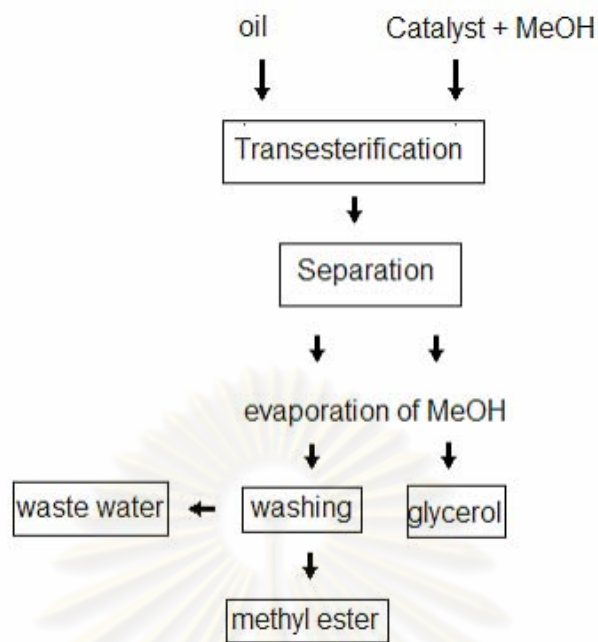 oil Catalyst + MeOH
Transesterification
Separation
evaporation of MeOH
waste water washing glycerol
methyl ester